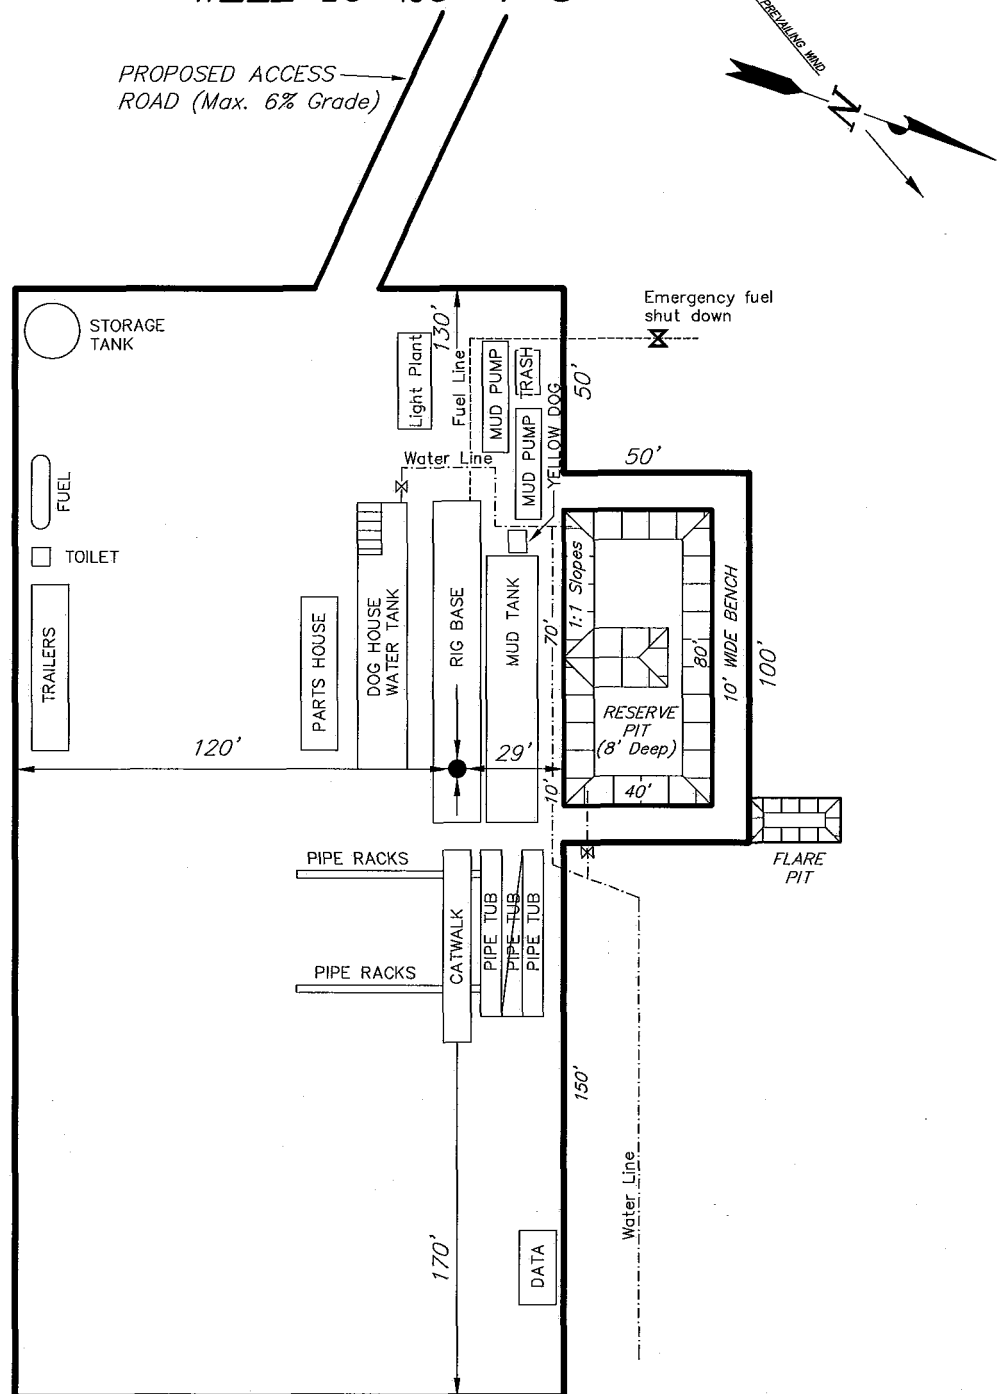 PREVAILING WIND
N
PROPOSED ACCESS
ROAD (Max. 6% Grade)
STORAGE
TANK
Light Plant
130'
Fuel Line
MUD PUMP
TRASH
Emergency fuel
shut down
50'
FUEL
Water Line
MUD PUMP
YELLOW DOG
50'
TOILET
TRAILERS
PARTS HOUSE
DOG HOUSE
WATER TANK
RIG BASE
MUD TANK
70'
1:1 Slopes
80'
10' WIDE BENCH
100'
RESERVE
PIT
(8' Deep)
120'
29'
10'
40'
FLARE
PIT
PIPE RACKS
CATWALK
PIPE TUB
PIPE TUB
PIPE TUB
PIPE RACKS
150'
Water Line
170'
DATA